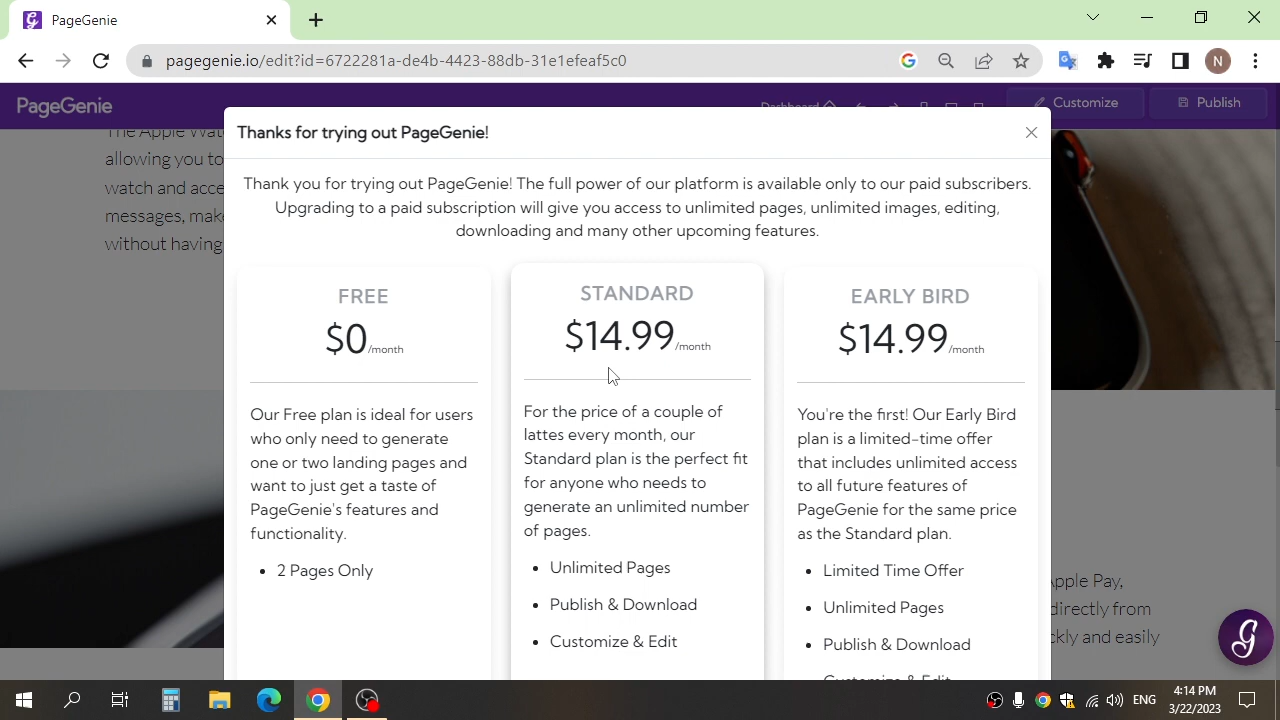 PageGenie
pagegenie.io/edit?id=6722281a-de4b-4423-88db-31e1efeaf5c0
N
PageGenie
Dashboard
Customize
Publish
The Apple Wat
allowing you to
watch and acce
messages, mak
without having
Thanks for trying out PageGenie!
Thank you for trying out PageGenie! The full power of our platform is available only to our paid subscribers.
Upgrading to a paid subscription will give you access to unlimited pages, unlimited images, editing,
downloading and many other upcoming features.
FREE
$0/month
Our Free plan is ideal for users
who only need to generate
one or two landing pages and
want to just get a taste of
PageGenie's features and
functionality.
• 2 Pages Only
STANDARD
$14.99/month
For the price of a couple of
lattes every month, our
Standard plan is the perfect fit
for anyone who needs to
generate an unlimited number
of pages.
• Unlimited Pages
• Publish & Download
• Customize & Edit
EARLY BIRD
$14.99/month
You're the first! Our Early Bird
plan is a limited-time offer
that includes unlimited access
to all future features of
PageGenie for the same price
as the Standard plan.
• Limited Time Offer
• Unlimited Pages
• Publish & Download
Customize & Edit
pple Pay,
directly from
kly and easily
ENG
4:14 PM
3/22/2023